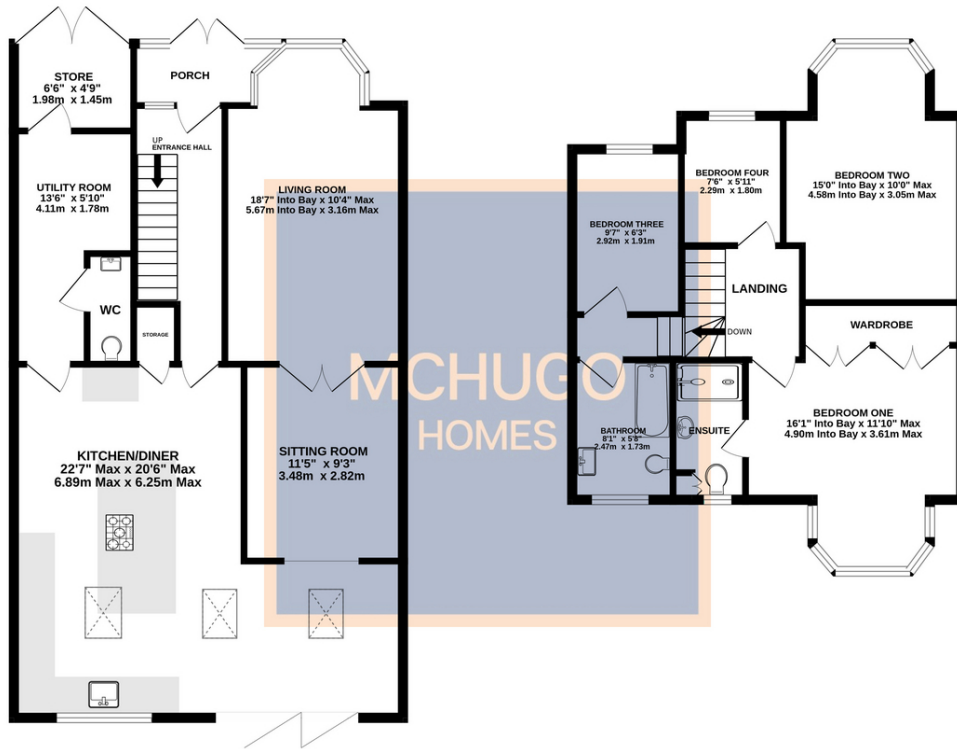 STORE
6'6" x 4'9"
1.98m x 1.45m
PORCH
UP
ENTRANCE HALL
UTILITY ROOM
13'6" x 5'10"
4.11m x 1.78m
LIVING ROOM
18'7" Into Bay x 10'4" Max
5.67m Into Bay x 3.16m Max
WC
STORAGE
KITCHEN/DINER
22'7" Max x 20'6" Max
6.89m Max x 6.25m Max
SITTING ROOM
11'5" x 9'3"
3.48m x 2.82m
MCHUGO
HOMES
BEDROOM FOUR
7'6" x 5'11"
2.29m x 1.80m
BEDROOM TWO
15'0" Into Bay x 10'0" Max
4.58m Into Bay x 3.05m Max
BEDROOM THREE
9'7" x 6'3"
2.92m x 1.91m
LANDING
DOWN
WARDROBE
BEDROOM ONE
16'1" Into Bay x 11'10" Max
4.90m Into Bay x 3.61m Max
BATHROOM
8'1" x 5'8"
2.47m x 1.73m
ENSUITE